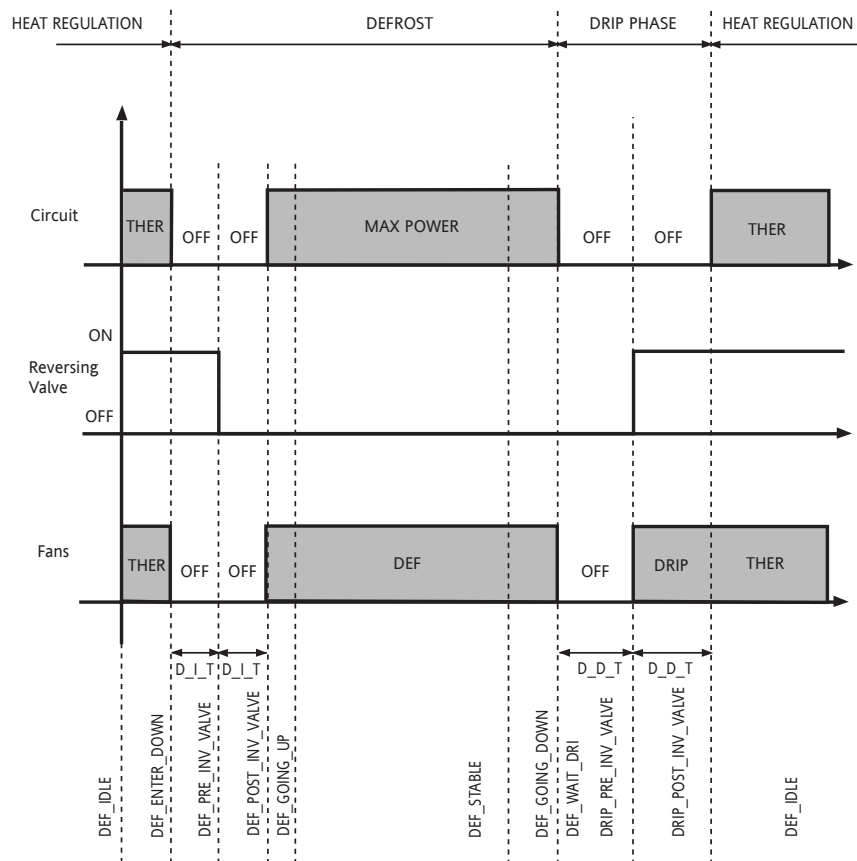 HEAT REGULATION DEFROST DRIP PHASE HEAT REGULATION
Circuit
THER OFF OFF MAX POWER OFF OFF THER
ON
Reversing
Valve
OFF
Fans
THER OFF OFF DEF OFF DRIP THER
D_I_T D_I_T D_D_T D_D_T
DEF_IDLE
DEF_ENTER_DOWN
DEF_PRE_INV_VALVE
DEF_POST_INV_VALVE
DEF_GOING_UP
DEF_STABLE
DEF_GOING_DOWN
DEF_WAIT_DRI
DRIP_PRE_INV_VALVE
DRIP_POST_INV_VALVE
DEF_IDLE